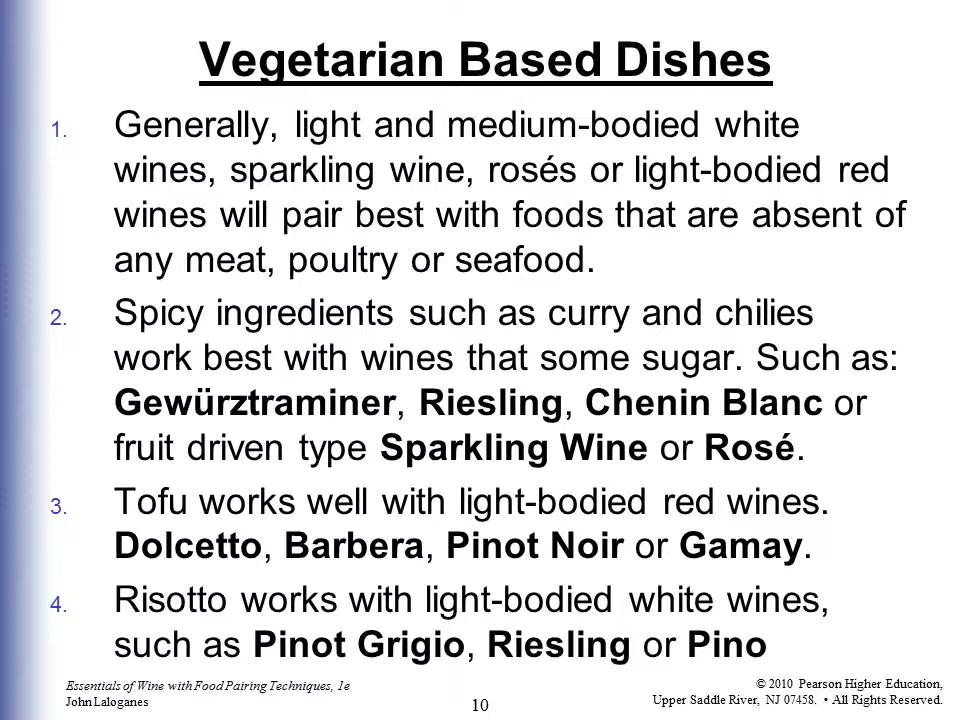 Vegetarian Based Dishes
1. Generally, light and medium-bodied white
wines, sparkling wine, rosés or light-bodied red
wines will pair best with foods that are absent of
any meat, poultry or seafood.
2. Spicy ingredients such as curry and chilies
work best with wines that some sugar. Such as:
Gewürztraminer, Riesling, Chenin Blanc or
fruit driven type Sparkling Wine or Rosé.
3. Tofu works well with light-bodied red wines.
Dolcetto, Barbera, Pinot Noir or Gamay.
4. Risotto works with light-bodied white wines,
such as Pinot Grigio, Riesling or Pino
Essentials of Wine with Food Pairing Techniques, 1e
John Laloganes
10
© 2010 Pearson Higher Education,
Upper Saddle River, NJ 07458. • All Rights Reserved.